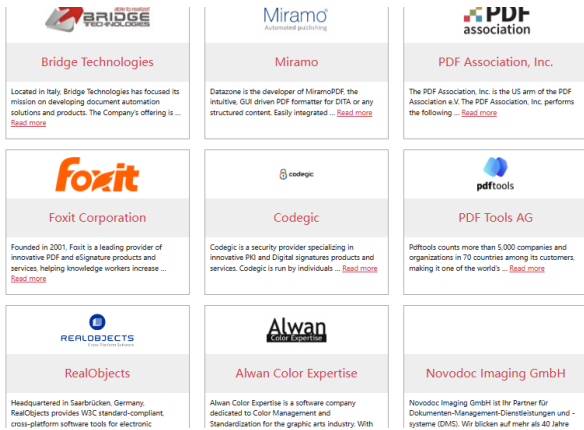 able to realize!
BRIDGE
TECHNOLOGIES
Bridge Technologies
Located in Italy, Bridge Technologies has focused its
mission on developing document automation
solutions and products. The Company's offering is ...
Read more
Miramo®
Automated publishing
Miramo
Datazone is the developer of MiramoPDF, the
intuitive, GUI driven PDF formatter for DITA or any
structured content. Easily integrated ... Read more
PDF
association
PDF Association, Inc.
The PDF Association, Inc. is the US arm of the PDF
Association e.V. The PDF Association, Inc. performs
the following ... Read more
Foxit
Foxit Corporation
Founded in 2001, Foxit is a leading provider of
innovative PDF and eSignature products and
services, helping knowledge workers increase ...
Read more
codegic
Codegic
Codegic is a security provider specializing in
innovative PKI and Digital signatures products and
services. Codegic is run by individuals ... Read more
pdftools
PDF Tools AG
Pdftools counts more than 5,000 companies and
organizations in 70 countries among its customers,
making it one of the world's ... Read more
REALOBJECTS
Cross-Platform Software
RealObjects
Headquartered in Saarbrücken, Germany,
RealObjects provides W3C standard-compliant,
cross-platform software tools for electronic
Alwan
Color Expertise
Alwan Color Expertise
Alwan Color Expertise is a software company
dedicated to Color Management and
Standardization for the graphic arts industry. With
Novodoc Imaging GmbH
Novodoc Imaging GmbH ist Ihr Partner für
Dokumenten-Management-Dienstleistungen und -
systeme (DMS). Wir blicken auf mehr als 40 Jahre